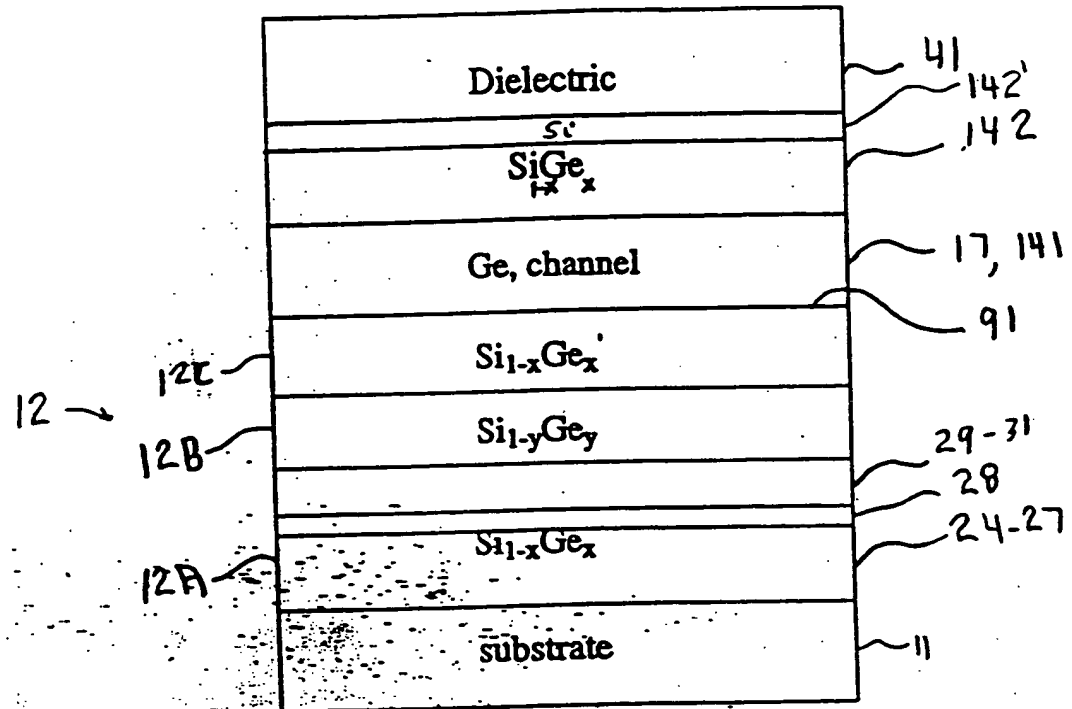 Dielectric
41
Si
142'
SiGe
1-x x
142
Ge, channel
17, 141
91
Si1-xGex'
12C
12
Si1-yGey
12B
29-31
28
Si1-xGex
24-27
12A
substrate
11